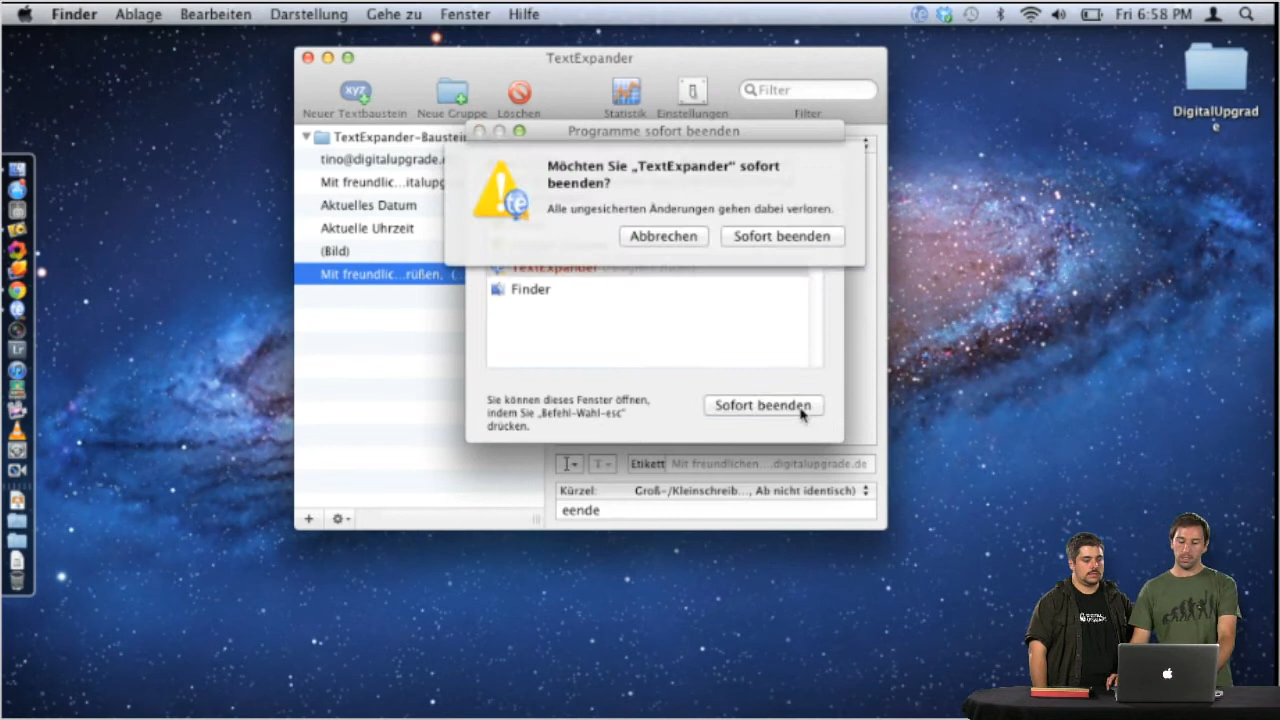 Finder Ablage Bearbeiten Darstellung Gehe zu Fenster Hilfe
Fri 6:58 PM
TextExpander
Filter
Neuer Textbaustein Neue Gruppe Löschen Statistik Einstellungen Filter
DigitalUpgrad
e
TextExpander-Baustein
tino@digitalupgrade.
Mit freundlic...italupg
Aktuelles Datum
Aktuelle Uhrzeit
(Bild)
Mit freundlic...rüßen, (...
Programme sofort beenden
Möchten Sie „TextExpander“ sofort
beenden?
Alle ungesicherten Änderungen gehen dabei verloren.
Abbrechen Sofort beenden
TextExpander
Finder
Sie können dieses Fenster öffnen,
indem Sie „Befehl-Wahl-esc“
drücken.
Sofort beenden
Etikett Mit freundlichen ....digitalupgrade.de
Kürzel: Groß-/Kleinschreib..., Ab nicht identisch)
eende